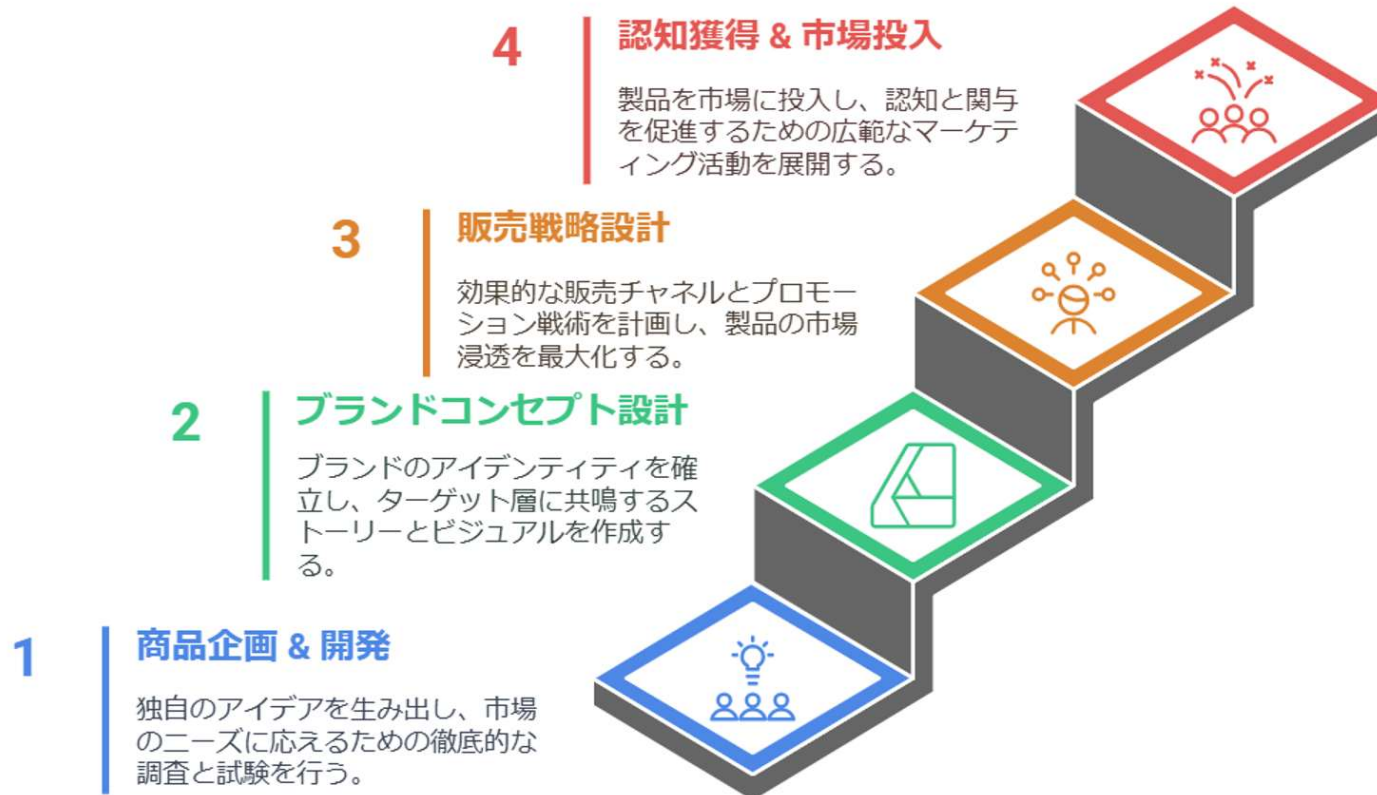 4
認知獲得 & 市場投入
製品を市場に投入し、認知と関与
を促進するための広範なマーケテ
ィング活動を展開する。
3
販売戦略設計
効果的な販売チャネルとプロモー
ション戦術を計画し、製品の市場
浸透を最大化する。
2
ブランドコンセプト設計
ブランドのアイデンティティを確
立し、ターゲット層に共鳴するス
トーリーとビジュアルを作成す
る。
1
商品企画 & 開発
独自のアイデアを生み出し、市場
のニーズに応えるための徹底的な
調査と試験を行う。